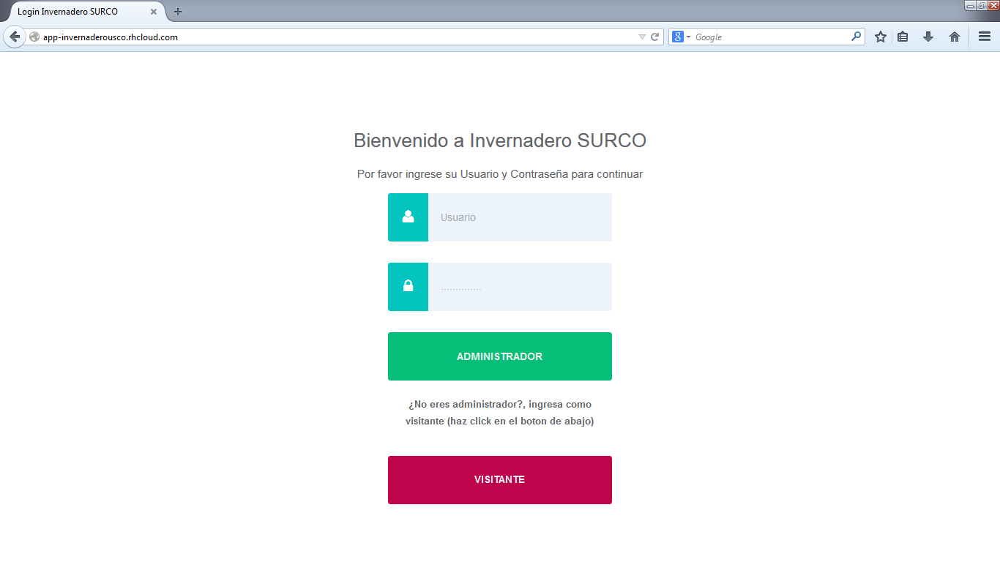 Login Invernadero SURCO
app-invernaderousco.rhcloud.com
8 Google
Bienvenido a Invernadero SURCO
Por favor ingrese su Usuario y Contraseña para continuar
Usuario
..............
ADMINISTRADOR
¿No eres administrador?, ingresa como
visitante (haz click en el boton de abajo)
VISITANTE